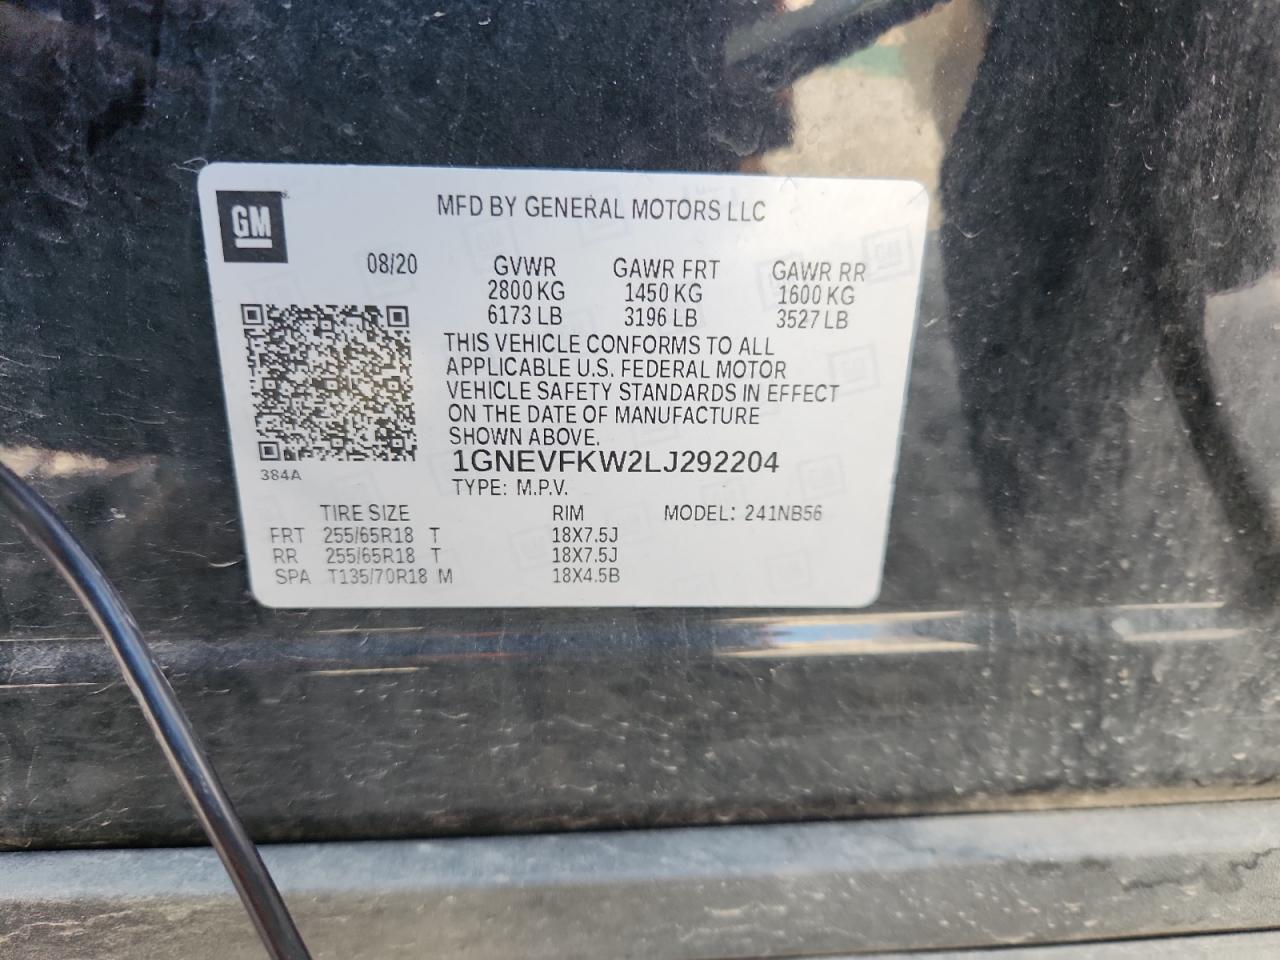 GM
MFD BY GENERAL MOTORS LLC
08/20 GVWR GAWR FRT GAWR RR
2800 KG 1450 KG 1600 KG
6173 LB 3196 LB 3527 LB
THIS VEHICLE CONFORMS TO ALL
APPLICABLE U.S. FEDERAL MOTOR
VEHICLE SAFETY STANDARDS IN EFFECT
ON THE DATE OF MANUFACTURE
SHOWN ABOVE.
384A
1GNEVFKW2LJ292204
TYPE: M.P.V.
TIRE SIZE RIM MODEL: 241NB56
FRT 255/65R18 T 18X7.5J
RR 255/65R18 T 18X7.5J
SPA T135/70R18 M 18X4.5B